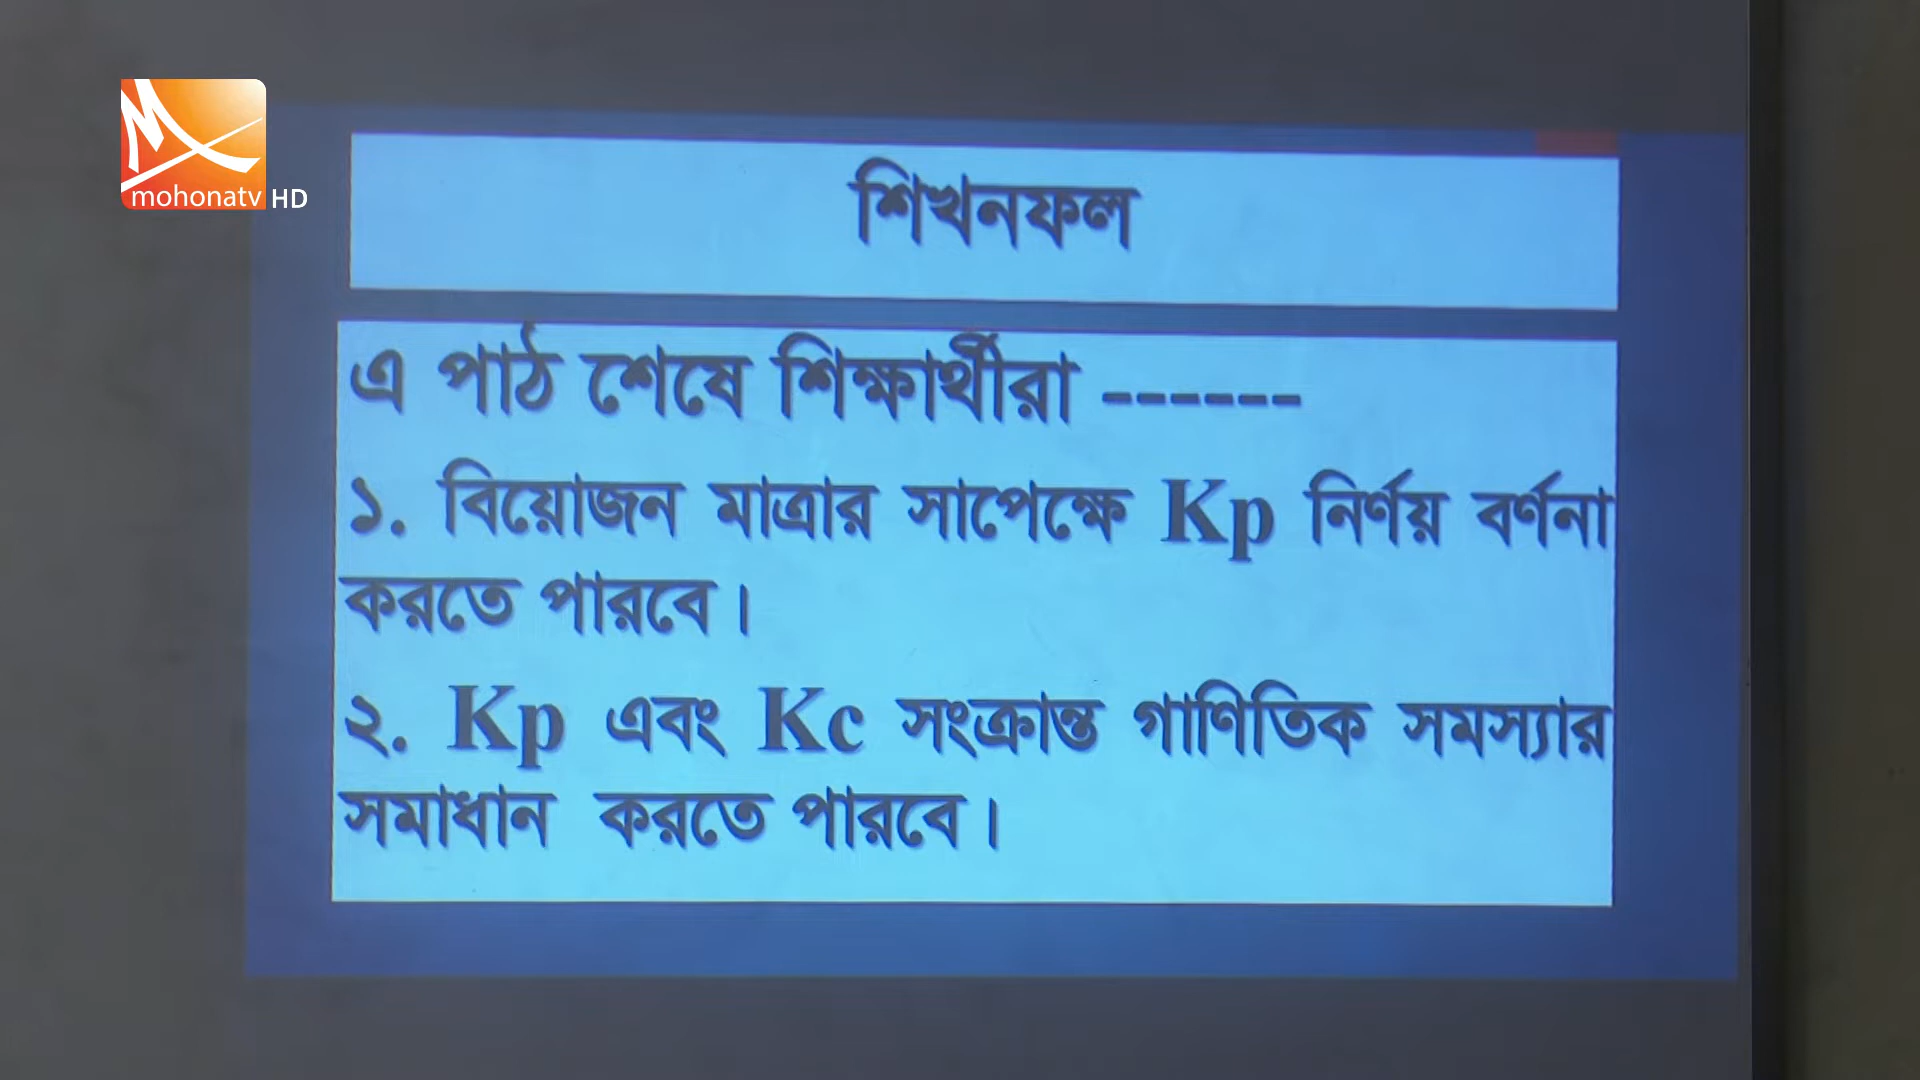 mohonatv HD
শিখনফল
এ পাঠ শেষে শিক্ষার্থীরা ------
১. বিয়োজন মাত্রার সাপেক্ষে Kp নির্ণয় বর্ণনা
করতে পারবে।
২. Kp এবং Kc সংক্রান্ত গাণিতিক সমস্যার
সমাধান করতে পারবে।